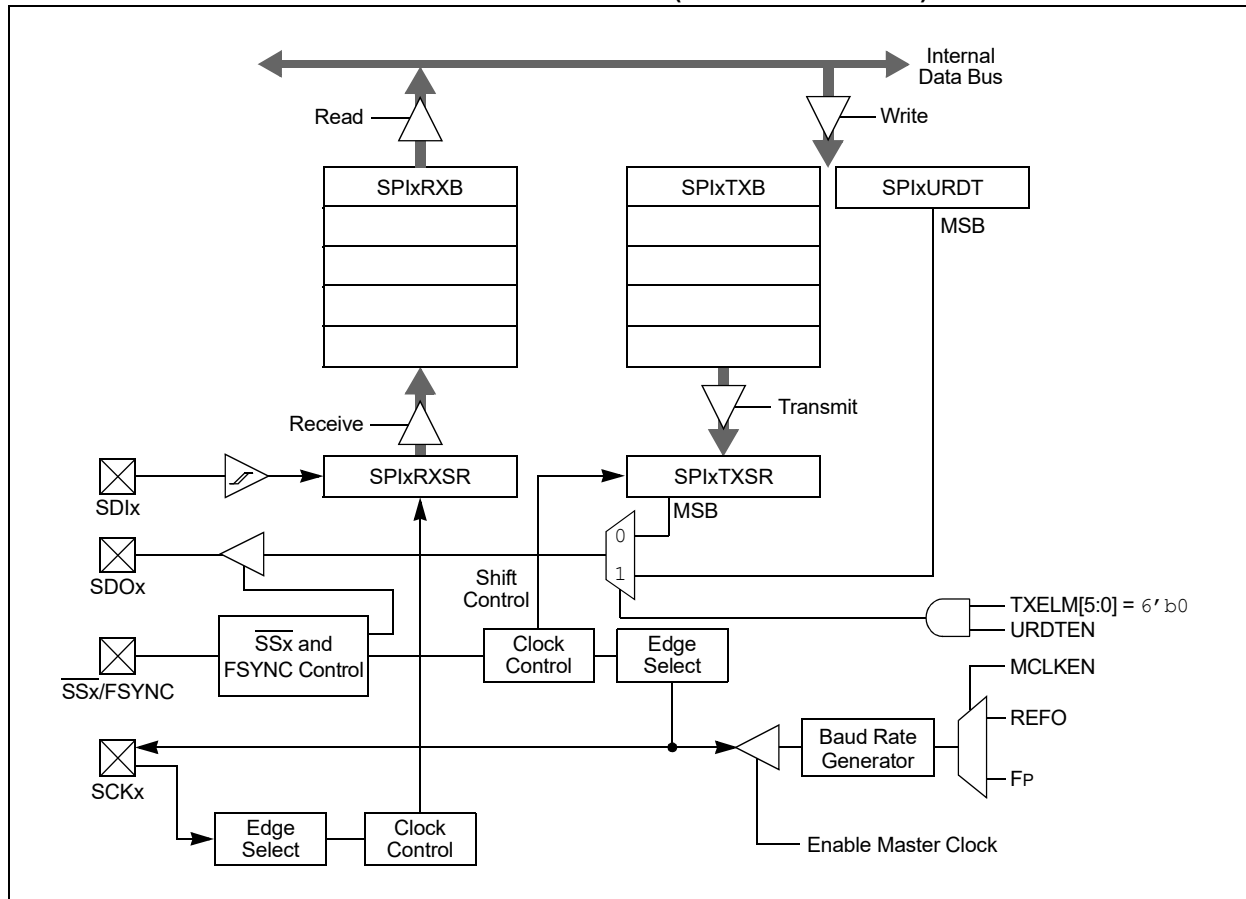 Internal
Data Bus
Read
Write
SPIxRXB
SPIxTXB
SPIxURDT
MSB
Receive
Transmit
SPIxRXSR
SPIxTXSR
SDIx
MSB
0
SDOx
1
Shift
Control
TXELM[5:0] = 6’b0
URDTEN
SSx and
FSYNC Control
Clock
Control
Edge
Select
MCLKEN
SSx/FSYNC
REFO
Baud Rate
Generator
SCKx
FP
Edge
Select
Clock
Control
Enable Master Clock